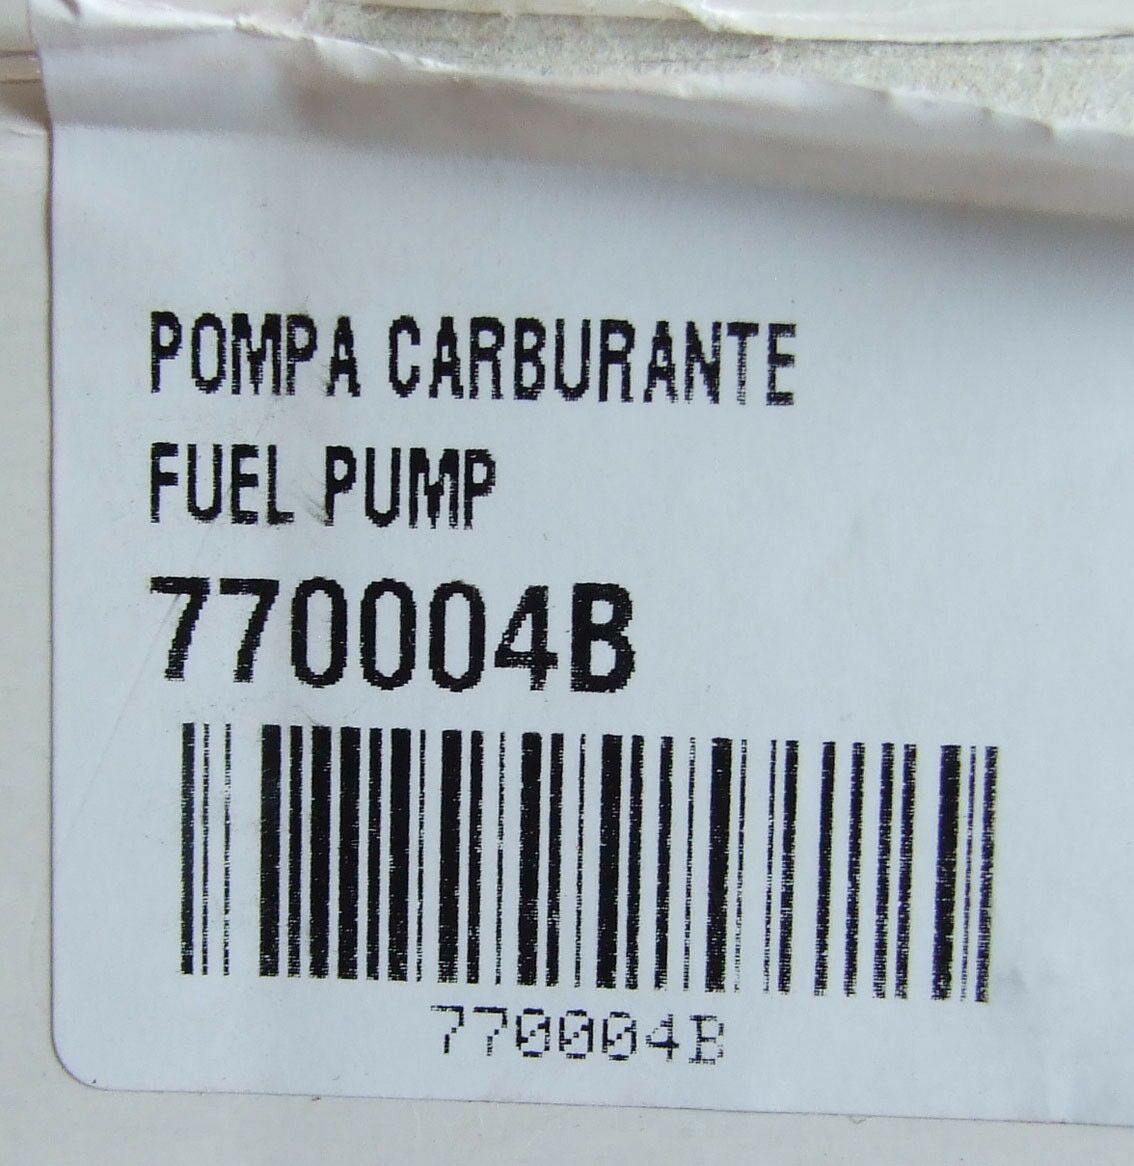 POMPA CARBURANTE
FUEL PUMP
770004B
770004B